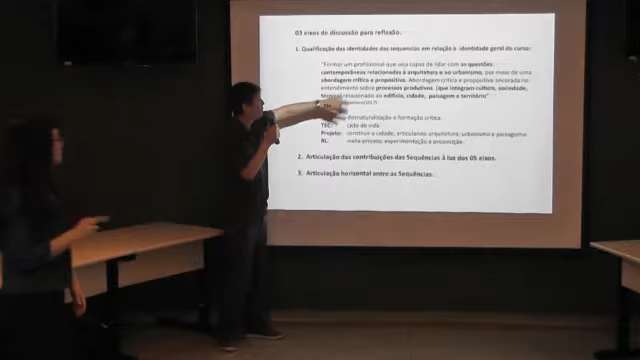 03 eixos de discussão para reflexão:
1. Qualificação das identidades das sequencias em relação à identidade geral do curso:
"Formar um profissional que seja capaz de lidar com as questões
contemporâneas relacionadas à arquitetura e ao urbanismo, por meio de uma
abordagem crítica e propositiva. Abordagem crítica e propositiva ancorada no
entendimento sobre processos produtivos (que integram cultura, sociedade,
relacionado ao edifício, cidade, paisagem e território"
desnaturalização e formação crítica.
TEC: ciclo de vida
Projeto: construir a cidade, articulando arquitetura, urbanismo e paisagismo
RL: meta-processo, experimentação e proposição.
2. Articulação das contribuições das Sequências à luz dos 05 eixos.
3. Articulação horizontal entre as Sequências.